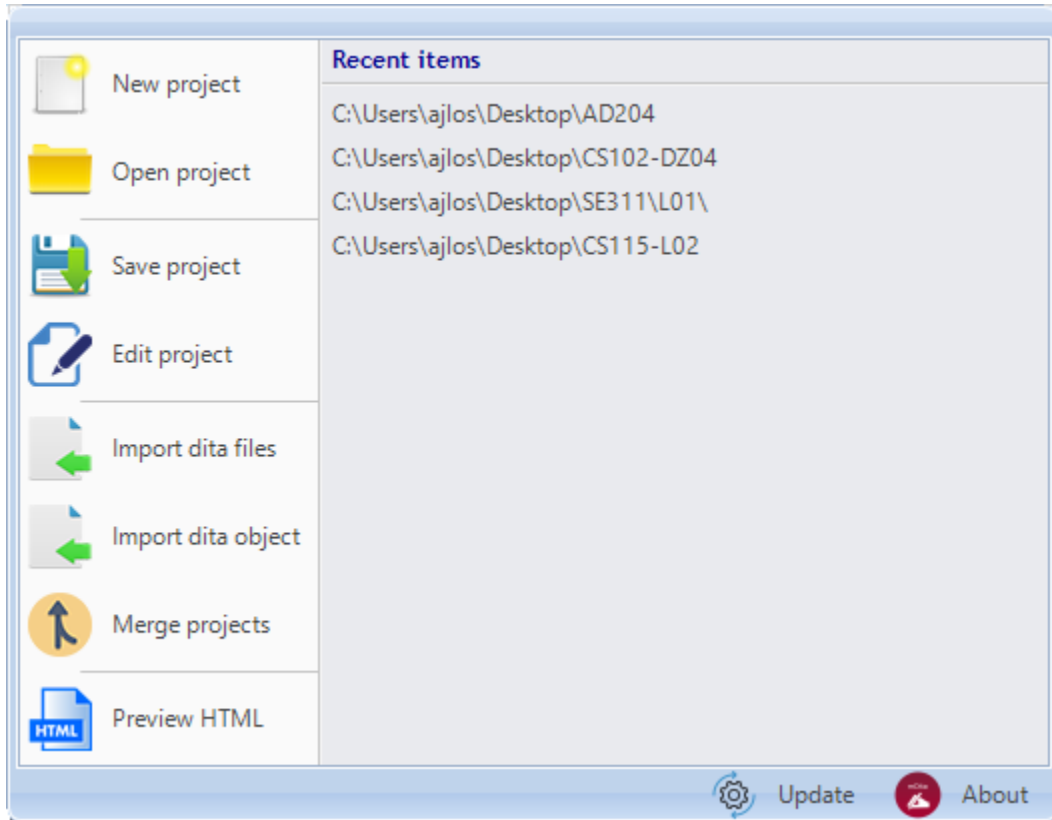 New project
Open project
Save project
Edit project
Import dita files
Import dita object
Merge projects
HTML
Preview HTML
Recent items
C:\Users\ajlos\Desktop\AD204
C:\Users\ajlos\Desktop\CS102-DZ04
C:\Users\ajlos\Desktop\SE311\L01\
C:\Users\ajlos\Desktop\CS115-L02
Update
About